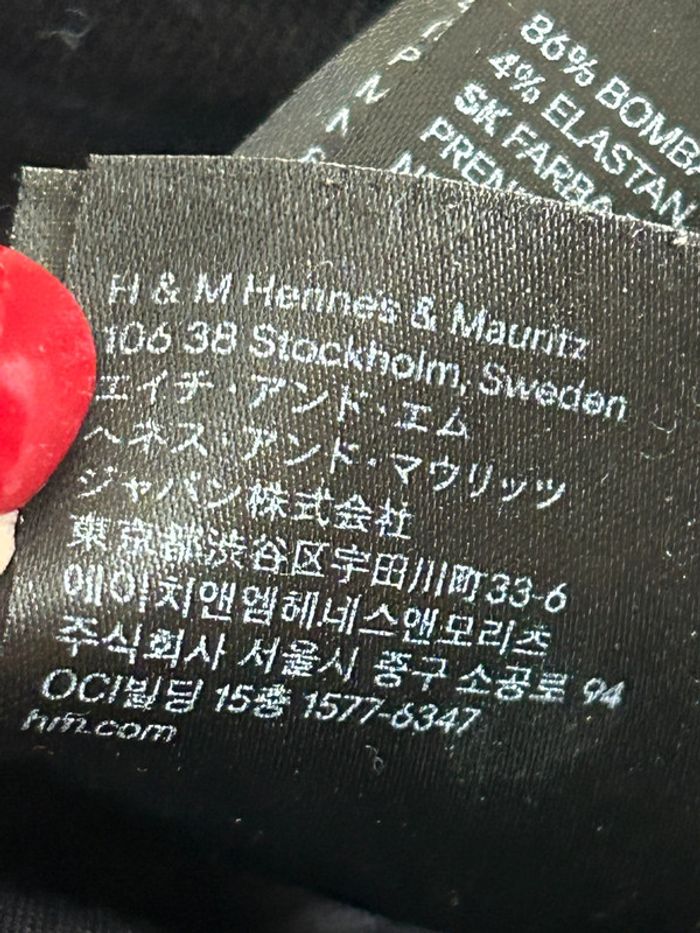 86% BOMBA
4% ELASTAN
SK FARBA
H & M Hennes & Mauritz
106 38 Stockholm, Sweden
エイチ・アンド・エム
ヘネス・アンド・マウリッツ
ジャパン株式会社
東京都渋谷区宇田川町33-6
에이치앤엠헤네스앤모리츠
주식회사 서울시 중구 소공로 94
OCI빌딩 15층 1577-6347
hm.com